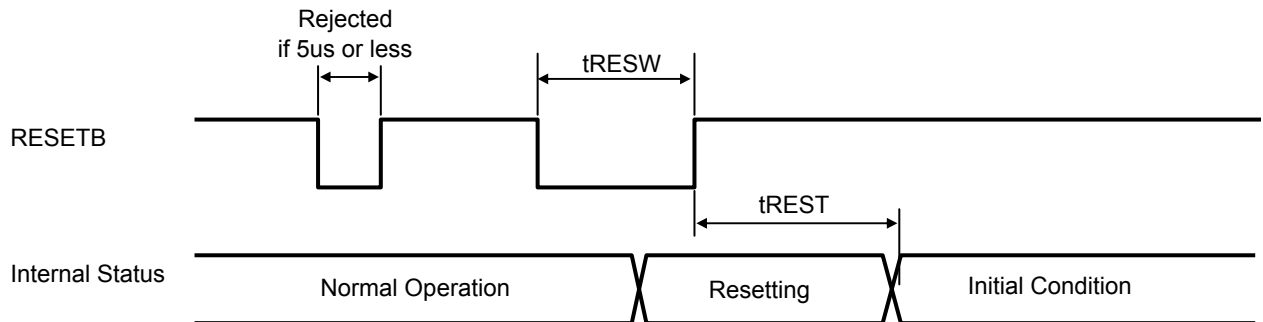 Rejected
if 5us or less
tRESW
RESETB
tREST
Internal Status
Normal Operation
Resetting
Initial Condition